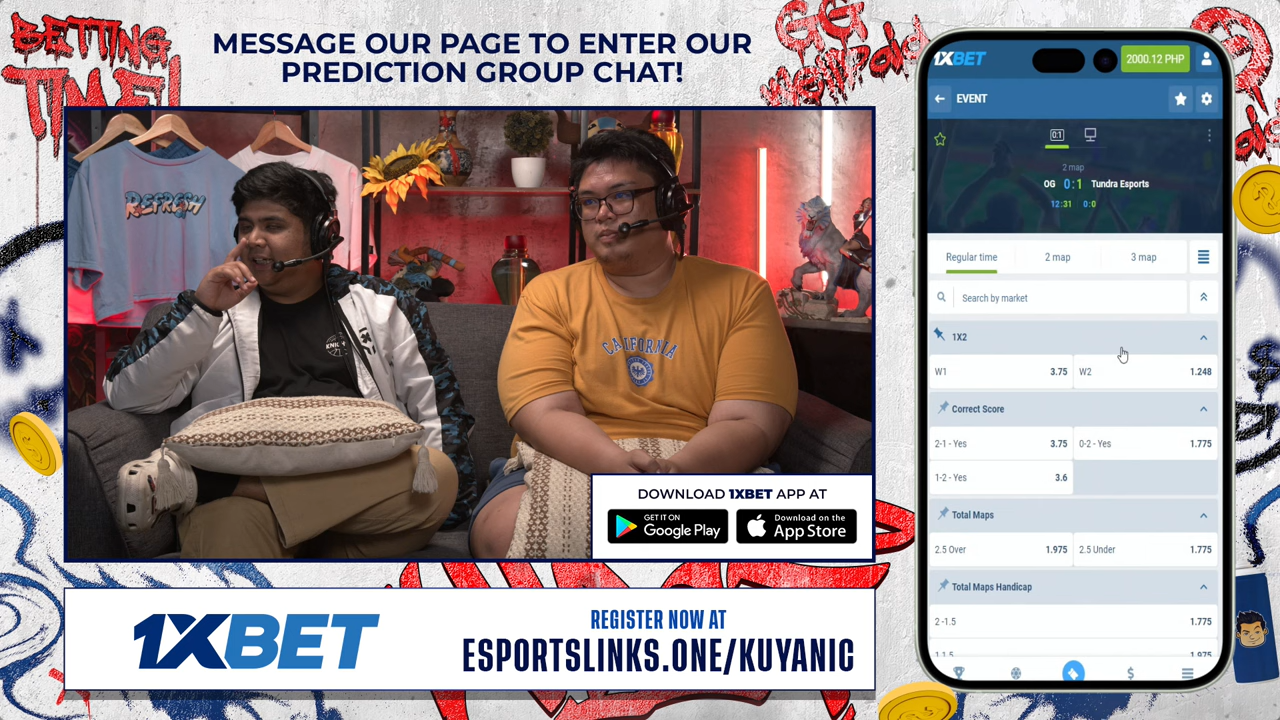 BETTING
TIME!
MESSAGE OUR PAGE TO ENTER OUR
PREDICTION GROUP CHAT!
GG
REFRESH
CALIFORNIA
DOWNLOAD 1XBET APP AT
GET IT ON
Google Play
Download on the
App Store
1XBET
REGISTER NOW AT
ESPORTSLINKS.ONE/KUYANIC
1XBET
2000.12 PHP
EVENT
0:1
2 map
OG 0:1 Tundra Esports
12:31 0:0
Regular time 2 map 3 map
Search by market
1X2
W1 3.75 W2 1.248
Correct Score
2-1 - Yes 3.75 0-2 - Yes 1.775
1-2 - Yes 3.6
Total Maps
2.5 Over 1.975 2.5 Under 1.775
Total Maps Handicap
2 -1.5 1.775
1.975